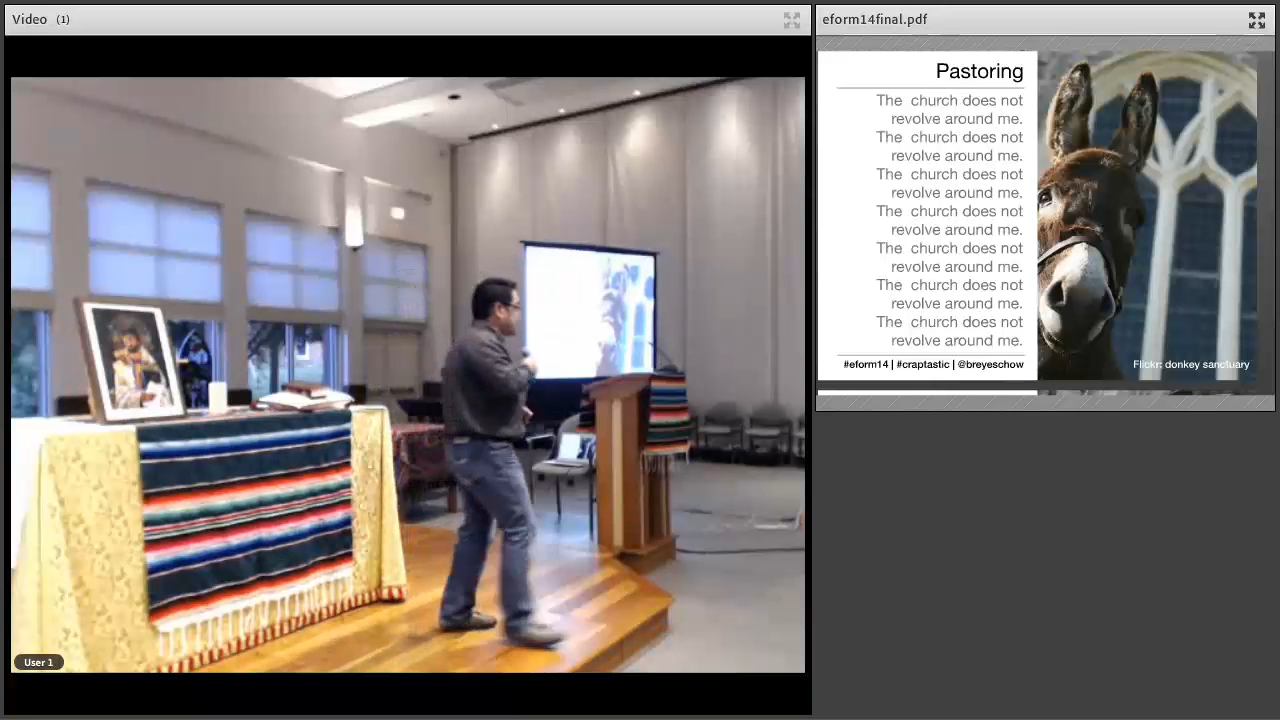 Video (1)
User 1
eform14final.pdf
Pastoring
The church does not
revolve around me.
The church does not
revolve around me.
The church does not
revolve around me.
The church does not
revolve around me.
The church does not
revolve around me.
The church does not
revolve around me.
The church does not
revolve around me.
#eform14 | #craptastic | @breyeschow
Flickr: donkey sanctuary